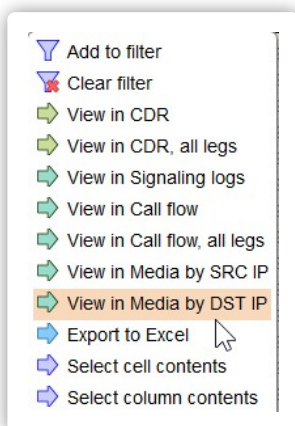 Add to filter
Clear filter
View in CDR
View in CDR, all legs
View in Signaling logs
View in Call flow
View in Call flow, all legs
View in Media by SRC IP
View in Media by DST IP
Export to Excel
Select cell contents
Select column contents